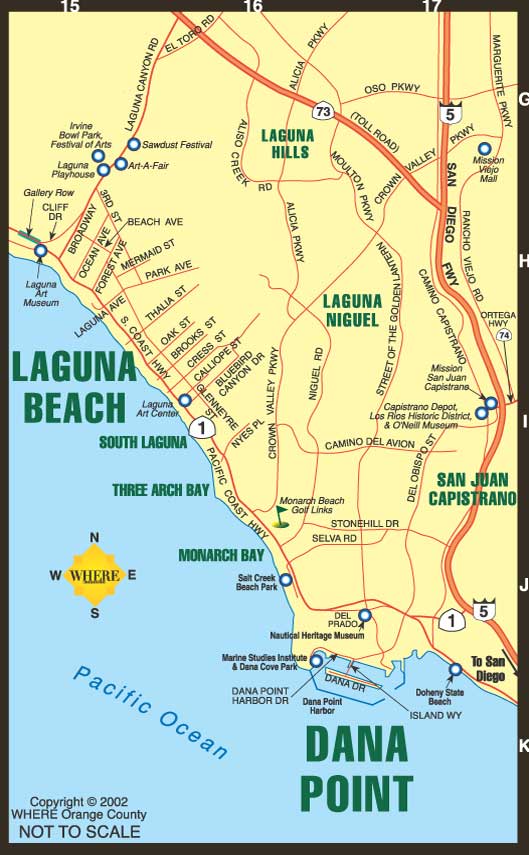 15
16
17
G
H
I
J
K
EL TORO RD
LAGUNA CANYON RD
ALICIA
PKWY
MARGUERITE PKWY
OSO PKWY
73
(TOLL ROAD)
5
Irvine
Bowl Park,
Festival of Arts
Sawdust Festival
Laguna
Playhouse
Art-A-Fair
ALISO
CREEK
RD
LAGUNA
HILLS
MOULTON PKWY
CROWN
VALLEY
PKWY
Mission
Viejo
Mall
SAN DIEGO FWY
RANCHO VIEJO RD
Gallery Row
CLIFF
DR
3RD ST
BROADWAY
BEACH AVE
OCEAN AVE
FOREST AVE
MERMAID ST
PARK AVE
ALICIA PKWY
Laguna
Art
Museum
LAGUNA AVE
THALIA ST
S COAST HWY
OAK ST
BROOKS ST
CRESS ST
CALLIOPE ST
BLUEBIRD
CANYON DR
GLENNEYRE
ST
NYES PL
LAGUNA
NIGUEL
STREET OF THE GOLDEN LANTERN
CAMINO CAPISTRANO
ORTEGA
HWY
74
Mission
San Juan
Capistrano
Capistrano Depot,
Los Rios Historic District,
& O'Neill Museum
LAGUNA
BEACH
Laguna
Art Center
1
SOUTH LAGUNA
CROWN VALLEY PKWY
NIGUEL RD
CAMINO DEL AVION
DEL OBISPO ST
SAN JUAN
CAPISTRANO
THREE ARCH BAY
PACIFIC COAST HWY
Monarch Beach
Golf Links
STONEHILL DR
SELVA RD
MONARCH BAY
N
W
WHERE
E
S
Salt Creek
Beach Park
DEL
PRADO
Nautical Heritage Museum
1
5
Marine Studies Institute
& Dana Cove Park
To San
Diego
DANA POINT
HARBOR DR
DANA DR
Dana Point
Harbor
ISLAND WY
Doheny State
Beach
Pacific Ocean
DANA
POINT
Copyright © 2002
WHERE Orange County
NOT TO SCALE